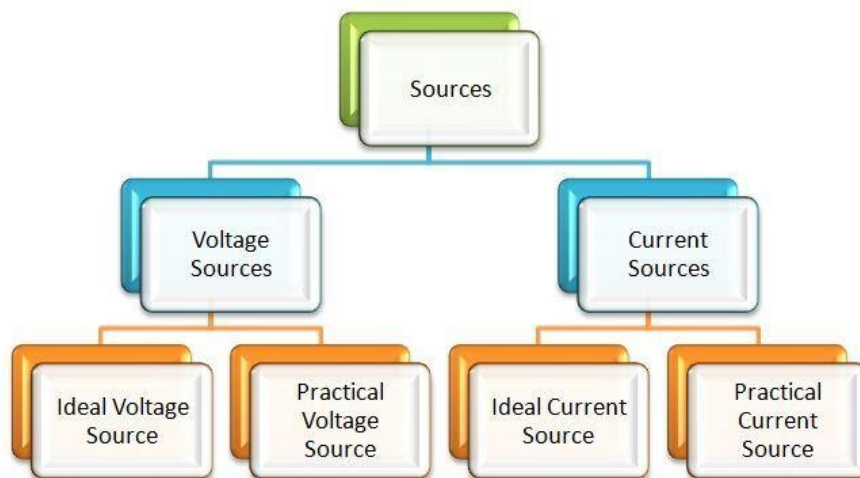 Sources
Voltage
Sources
Current
Sources
Ideal Voltage
Source
Practical
Voltage
Source
Ideal Current
Source
Practical
Current
Source